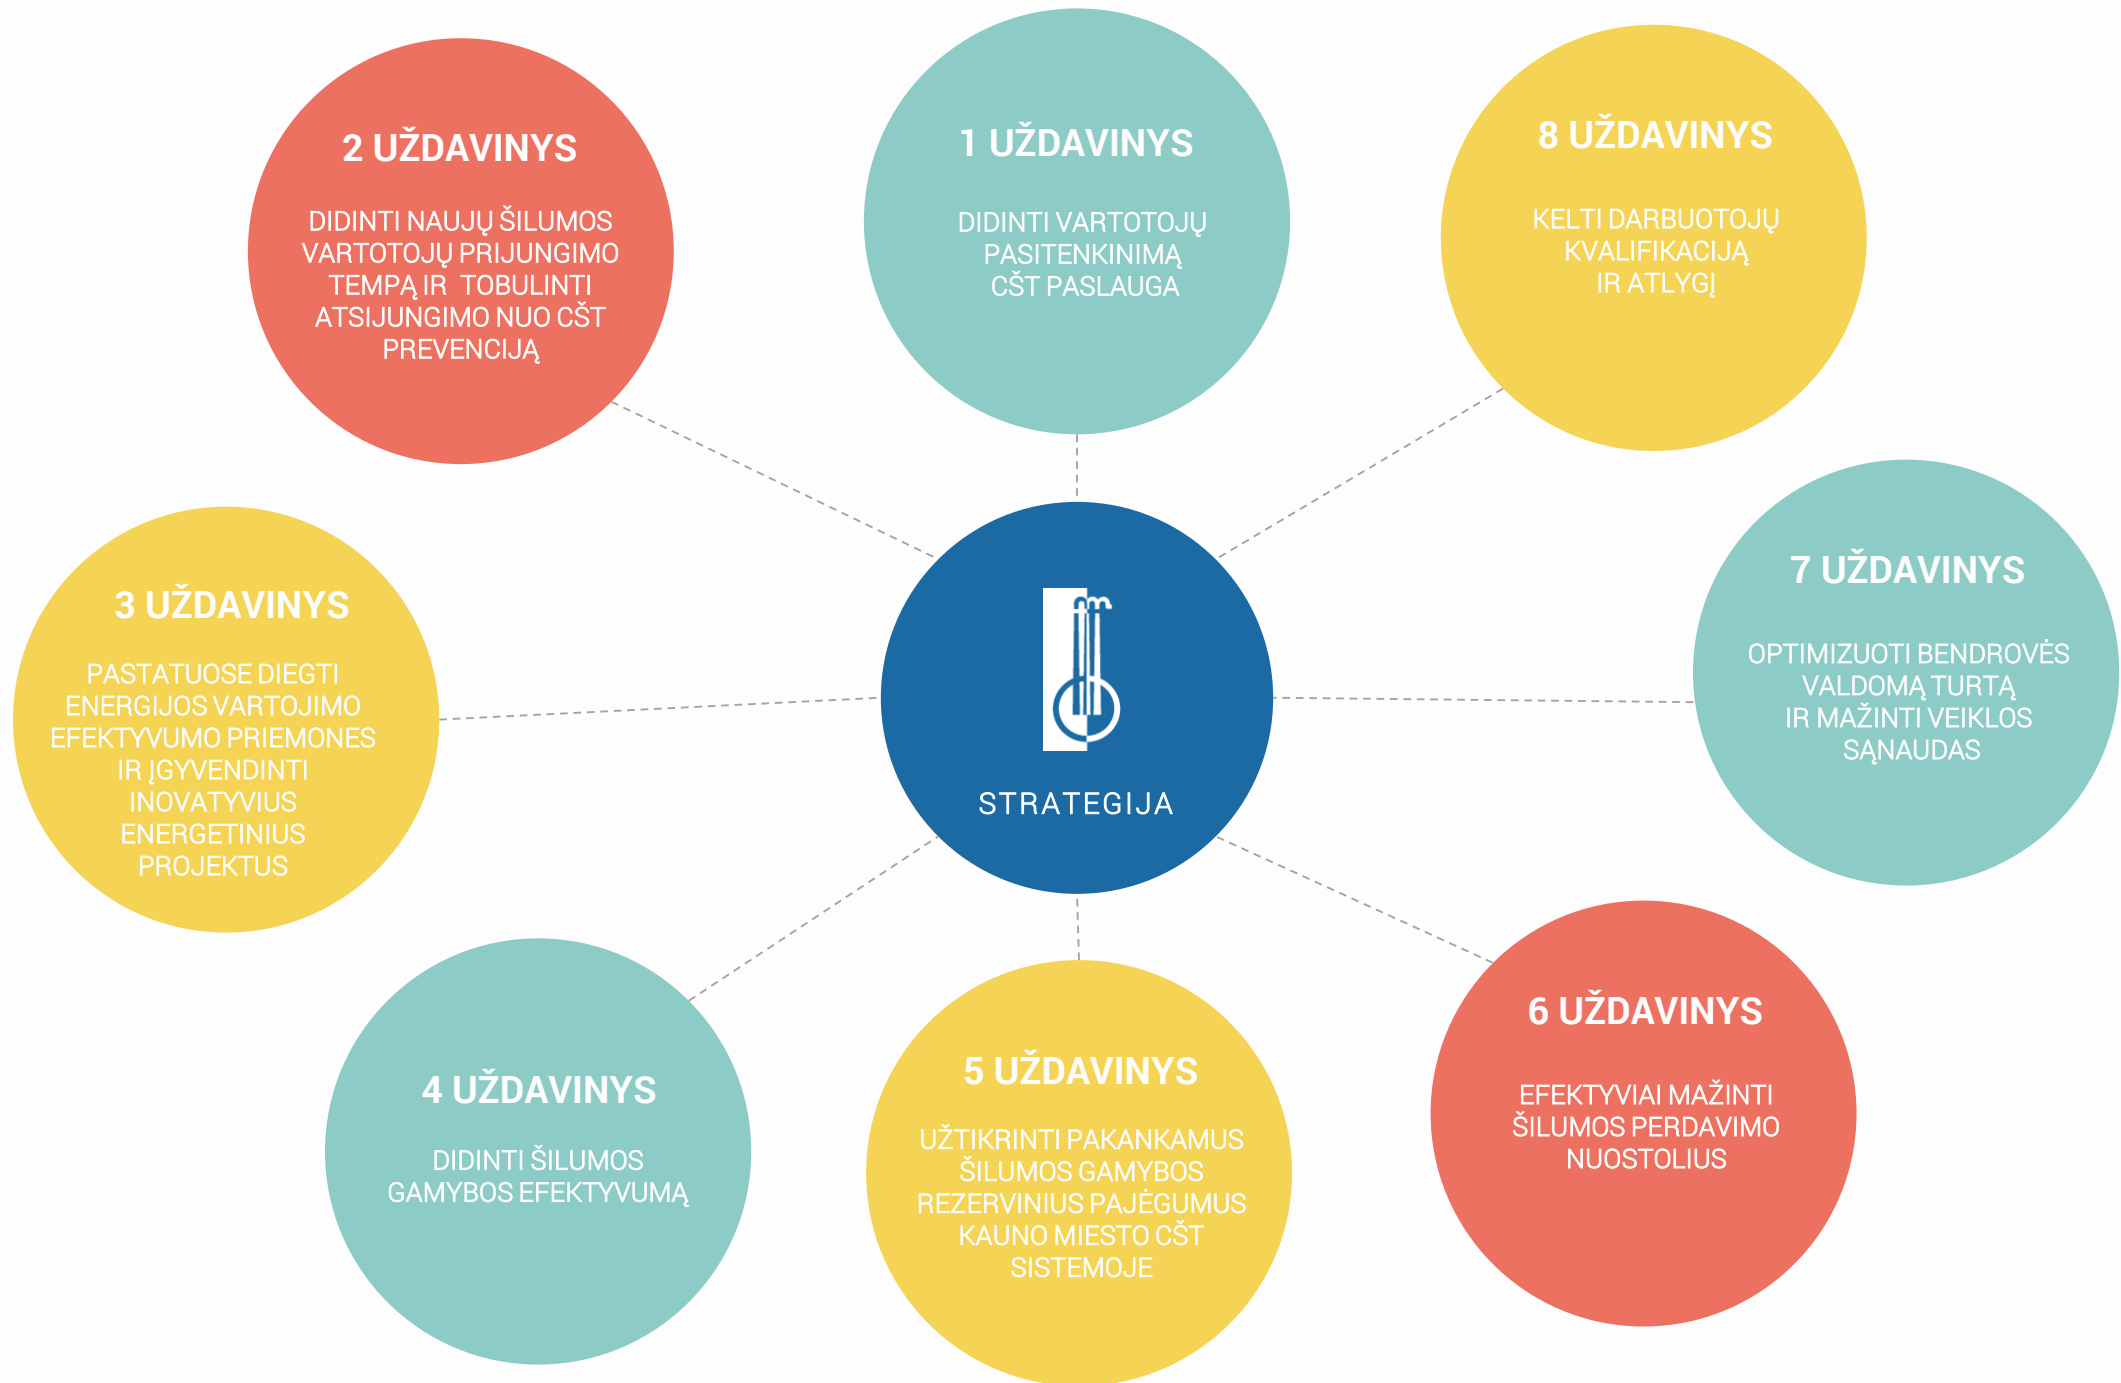 1 UŽDAVINYS
DIDINTI VARTOTOJŲ
PASITENKINIMĄ
CŠT PASLAUGA
2 UŽDAVINYS
DIDINTI NAUJŲ ŠILUMOS
VARTOTOJŲ PRIJUNGIMO
TEMPĄ IR TOBULINTI
ATSIJUNGIMO NUO CŠT
PREVENCIJĄ
3 UŽDAVINYS
PASTATUOSE DIEGTI
ENERGIJOS VARTOJIMO
EFEKTYVUMO PRIEMONES
IR ĮGYVENDINTI
INOVATYVIUS
ENERGETINIUS
PROJEKTUS
4 UŽDAVINYS
DIDINTI ŠILUMOS
GAMYBOS EFEKTYVUMĄ
5 UŽDAVINYS
UŽTIKRINTI PAKANKAMUS
ŠILUMOS GAMYBOS
REZERVINIUS PAJĖGUMUS
KAUNO MIESTO CŠT
SISTEMOJE
6 UŽDAVINYS
EFEKTYVIAI MAŽINTI
ŠILUMOS PERDAVIMO
NUOSTOLIUS
7 UŽDAVINYS
OPTIMIZUOTI BENDROVĖS
VALDOMĄ TURTĄ
IR MAŽINTI VEIKLOS
SĄNAUDAS
8 UŽDAVINYS
KELTI DARBUOTOJŲ
KVALIFIKACIJĄ
IR ATLYGĮ
STRATEGIJA